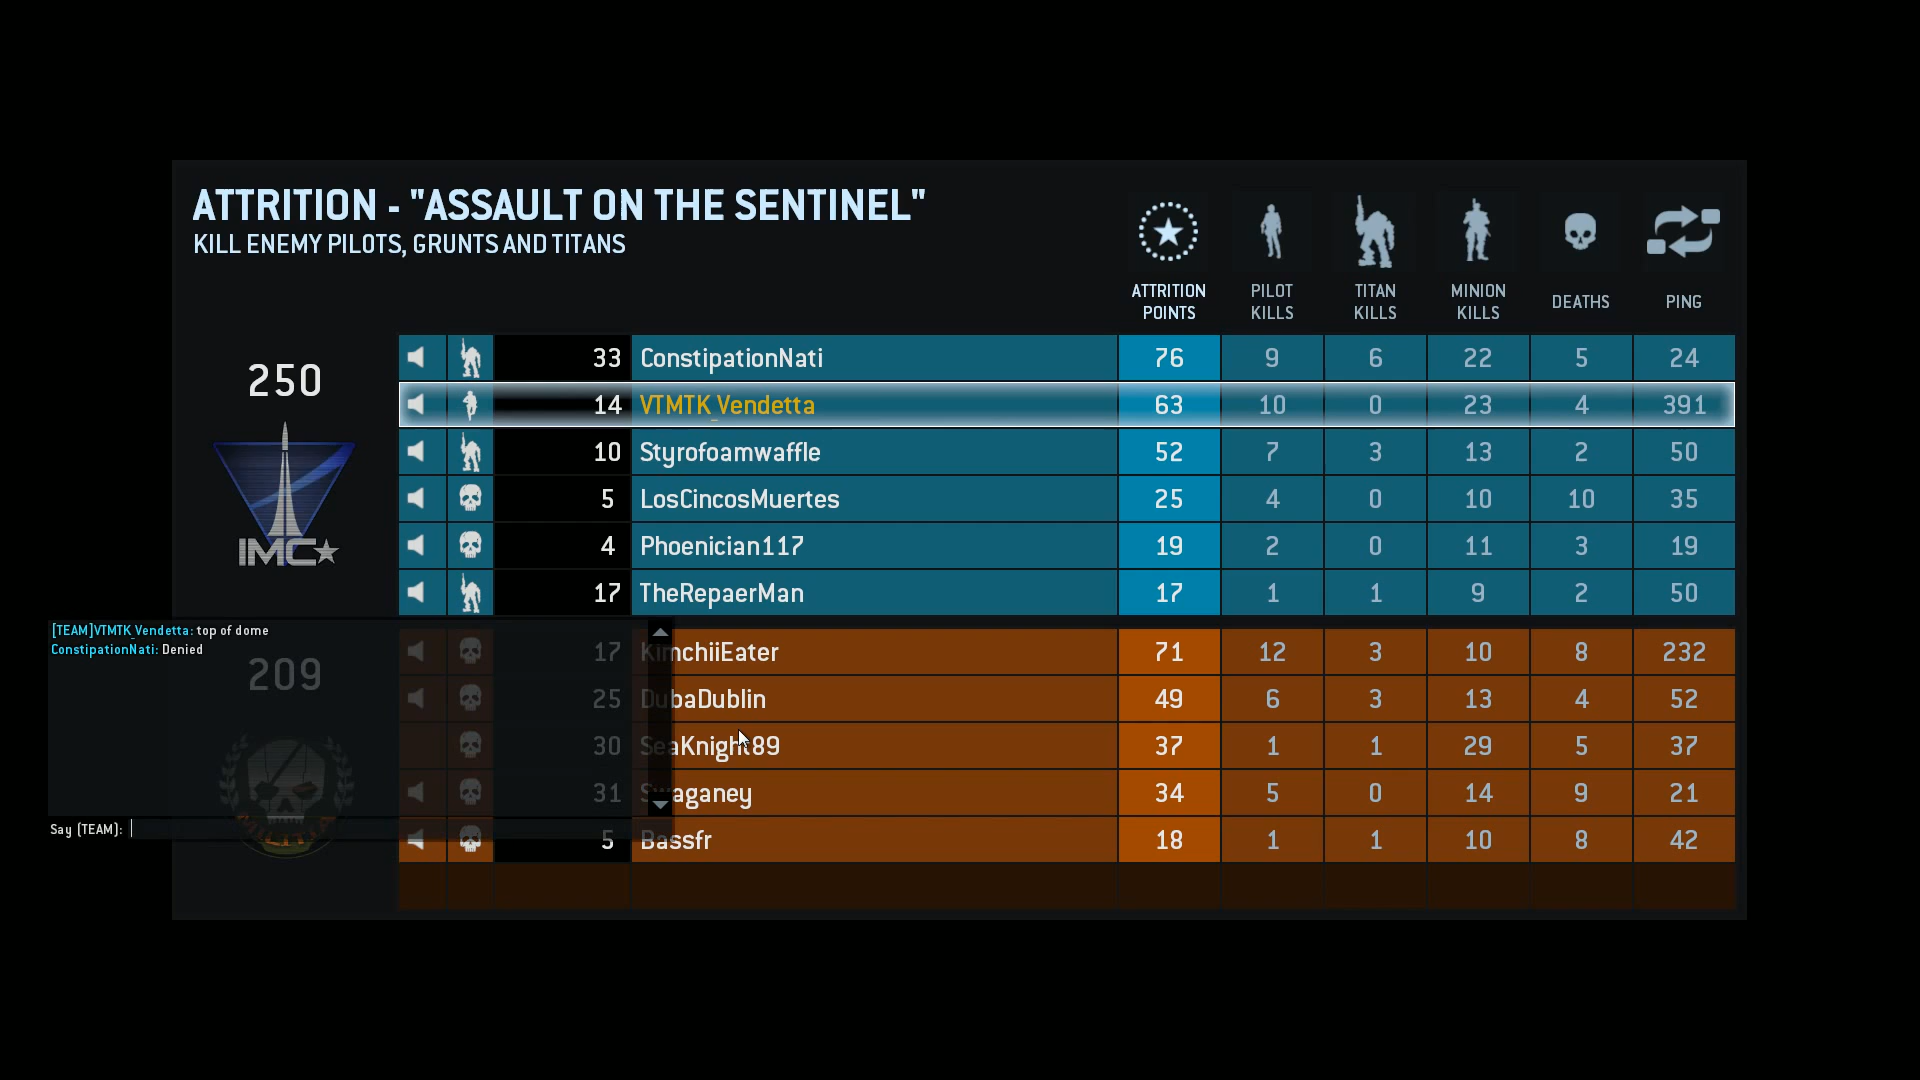 ATTRITION - "ASSAULT ON THE SENTINEL"
KILL ENEMY PILOTS, GRUNTS AND TITANS
ATTRITION POINTS PILOT KILLS TITAN KILLS MINION KILLS DEATHS PING
250
IMC
33 ConstipationNati 76 9 6 22 5 24
14 VTMTK_Vendetta 63 10 0 23 4 391
10 Styrofoamwaffle 52 7 3 13 2 50
5 LosCincosMuertes 25 4 0 10 10 35
4 Phoenician117 19 2 0 11 3 19
17 TheRepaerMan 17 1 1 9 2 50
[TEAM]VTMTK_Vendetta: top of dome
ConstipationNati: Denied
209
MILITIA
17 KimchiiEater 71 12 3 10 8 232
25 DubaDublin 49 6 3 13 4 52
30 SeaKnight89 37 1 1 29 5 37
31 Swaganey 34 5 0 14 9 21
Say (TEAM):
5 Bassfr 18 1 1 10 8 42